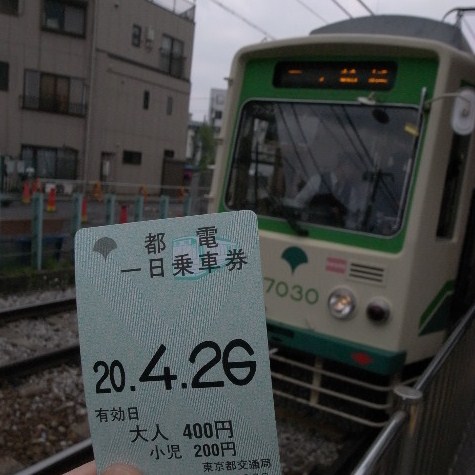 都電
一日乗車券
20.4.26
有効日
大人 400円
小児 200円
東京都交通局
7030